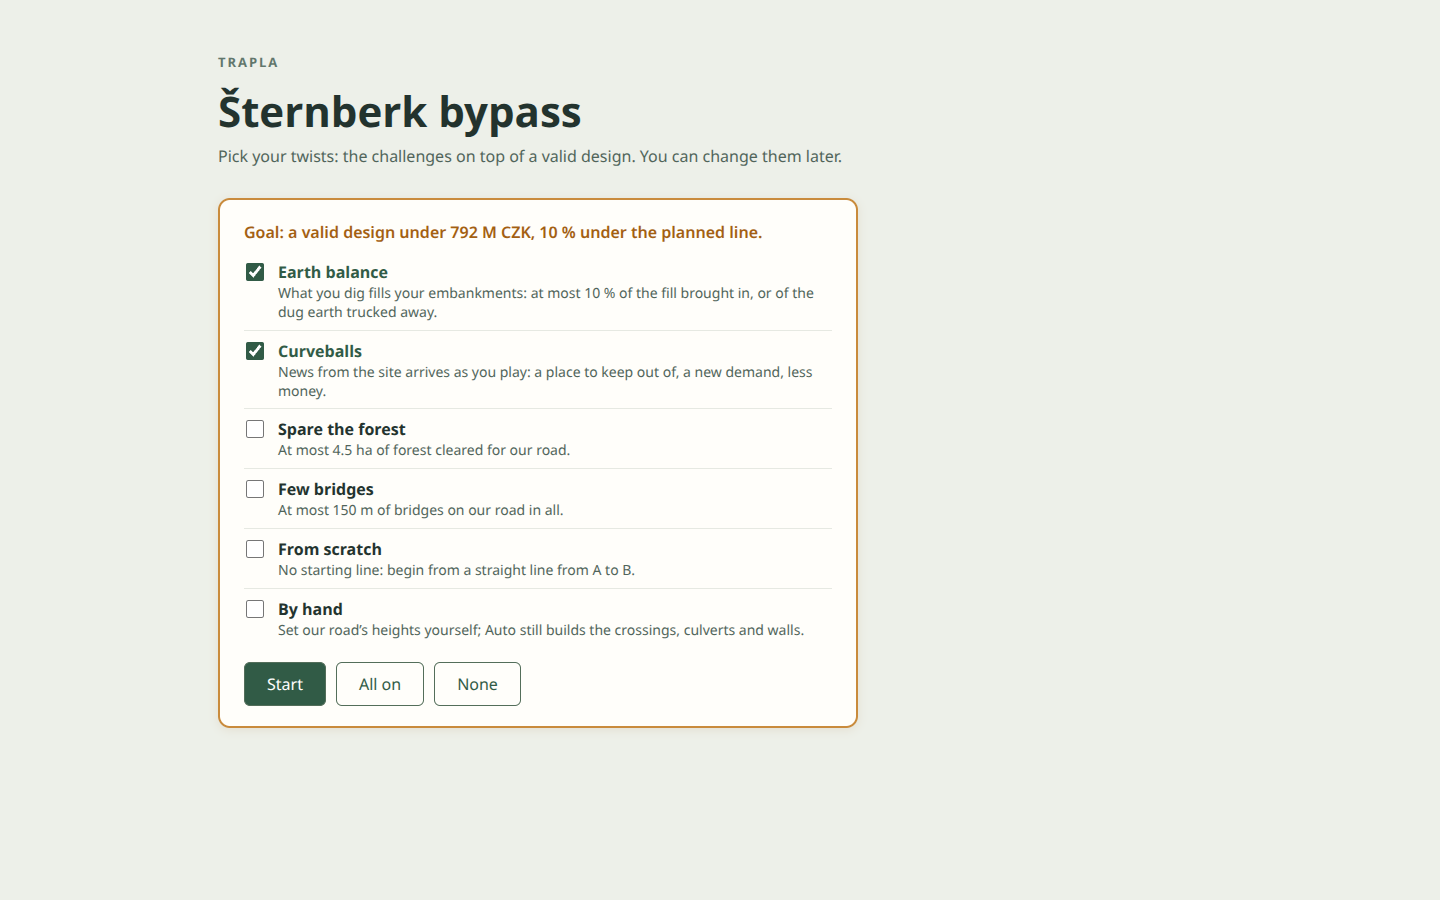 TRAPLA
Šternberk bypass
Pick your twists: the challenges on top of a valid design. You can change them later.
Goal: a valid design under 792 M CZK, 10 % under the planned line.
Earth balance
What you dig fills your embankments: at most 10 % of the fill brought in, or of the
dug earth trucked away.
Curveballs
News from the site arrives as you play: a place to keep out of, a new demand, less
money.
Spare the forest
At most 4.5 ha of forest cleared for our road.
Few bridges
At most 150 m of bridges on our road in all.
From scratch
No starting line: begin from a straight line from A to B.
By hand
Set our road’s heights yourself; Auto still builds the crossings, culverts and walls.
Start
All on
None